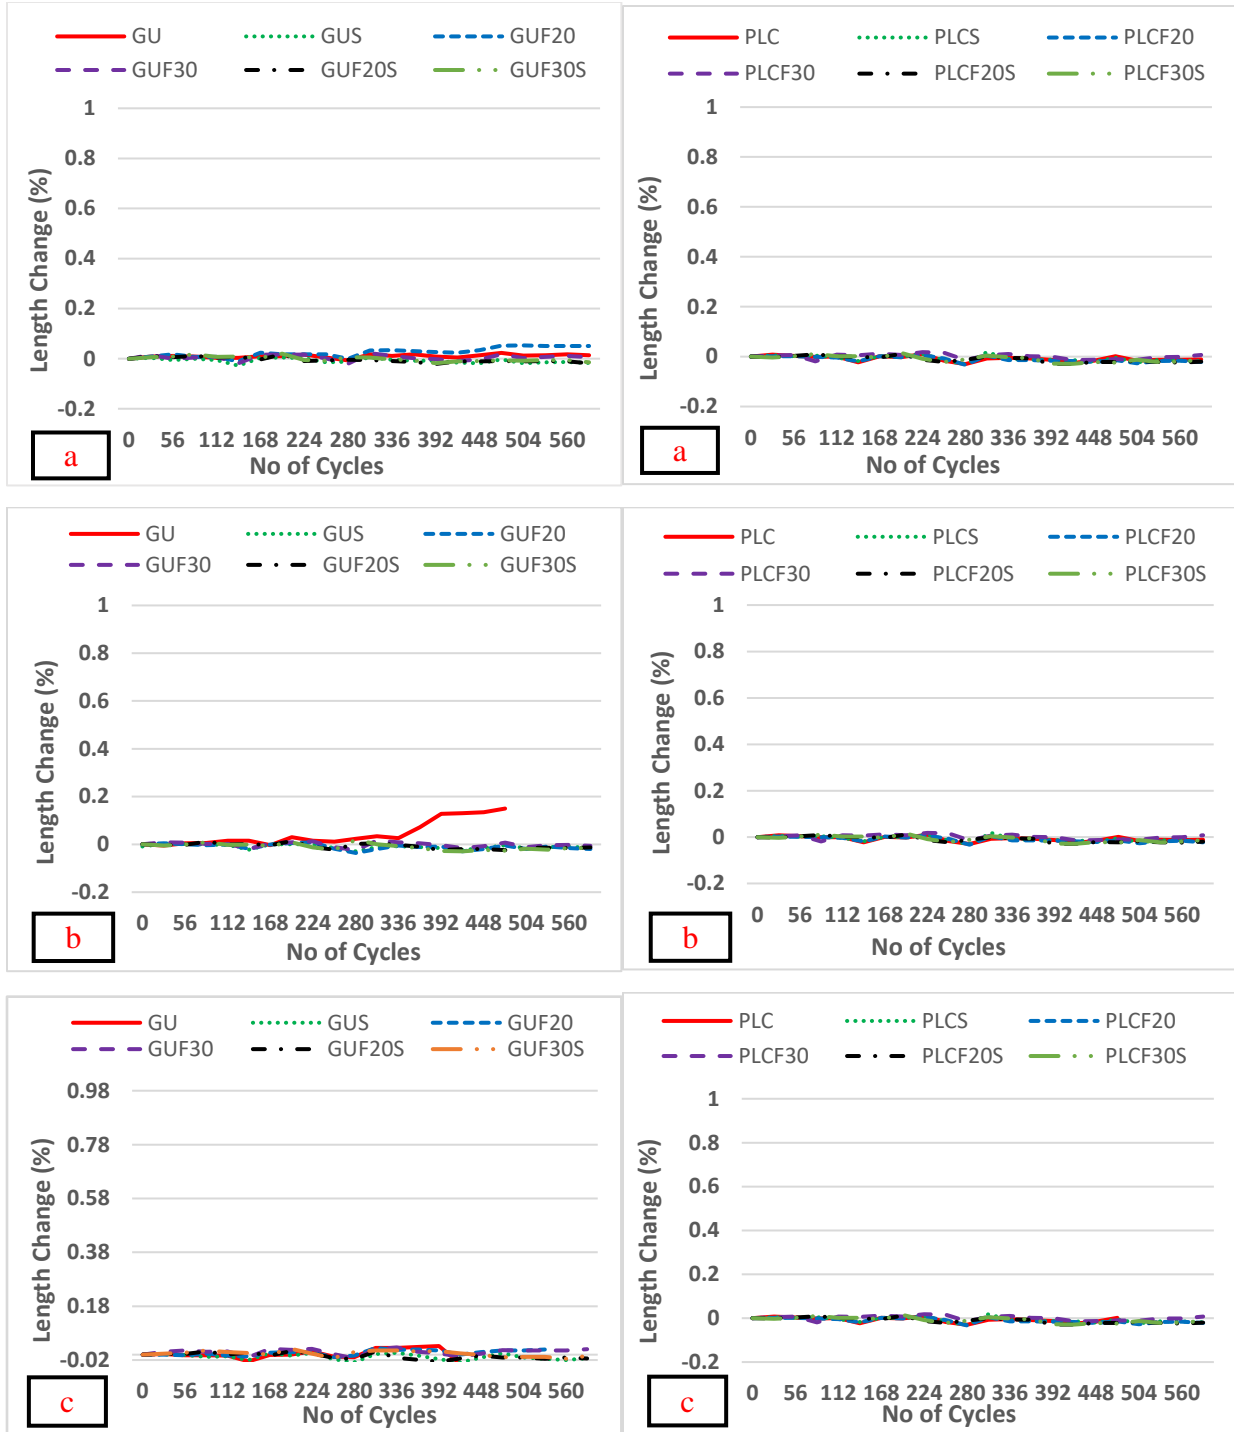 GU GUS GUF20
GUF30 GUF20S GUF30S
1
0.8
0.6
0.4
0.2
0
-0.2
Length Change (%)
0 56 112 168 224 280 336 392 448 504 560
No of Cycles
a
PLC PLCS PLCF20
PLCF30 PLCF20S PLCF30S
1
0.8
0.6
0.4
0.2
0
-0.2
Length Change (%)
0 56 112 168 224 280 336 392 448 504 560
No of Cycles
a
GU GUS GUF20
GUF30 GUF20S GUF30S
1
0.8
0.6
0.4
0.2
0
-0.2
Length Change (%)
0 56 112 168 224 280 336 392 448 504 560
No of Cycles
b
PLC PLCS PLCF20
PLCF30 PLCF20S PLCF30S
1
0.8
0.6
0.4
0.2
0
-0.2
Length Change (%)
0 56 112 168 224 280 336 392 448 504 560
No of Cycles
b
GU GUS GUF20
GUF30 GUF20S GUF30S
0.98
0.78
0.58
0.38
0.18
-0.02
Length Change (%)
0 56 112 168 224 280 336 392 448 504 560
No of Cycles
c
PLC PLCS PLCF20
PLCF30 PLCF20S PLCF30S
1
0.8
0.6
0.4
0.2
0
-0.2
Length Change (%)
0 56 112 168 224 280 336 392 448 504 560
No of Cycles
c